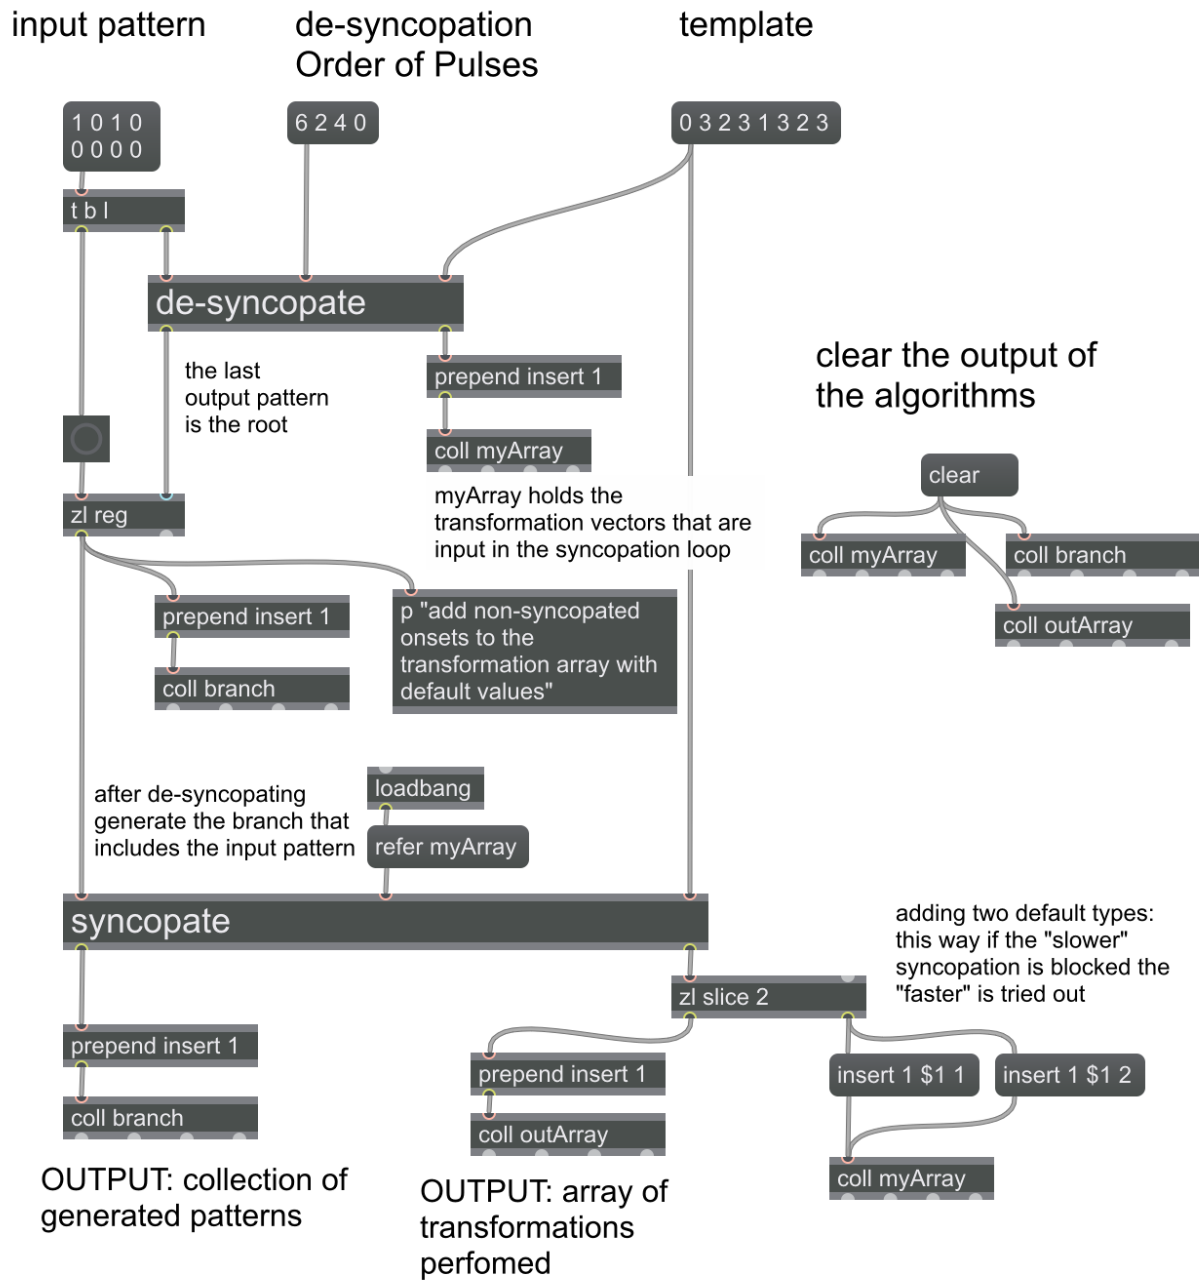 input pattern
de-syncopation
Order of Pulses
template
1 0 1 0
0 0 0 0
6 2 4 0
0 3 2 3 1 3 2 3
t b l
de-syncopate
the last
output pattern
is the root
prepend insert 1
coll myArray
clear the output of
the algorithms
clear
zl reg
myArray holds the
transformation vectors that are
input in the syncopation loop
coll myArray
coll branch
coll outArray
prepend insert 1
coll branch
p "add non-syncopated
onsets to the
transformation array with
default values"
after de-syncopating
generate the branch that
includes the input pattern
loadbang
refer myArray
syncopate
adding two default types:
this way if the "slower"
syncopation is blocked the
"faster" is tried out
zl slice 2
prepend insert 1
coll branch
prepend insert 1
coll outArray
insert 1 $1 1
insert 1 $1 2
coll myArray
OUTPUT: collection of
generated patterns
OUTPUT: array of
transformations
perfomed